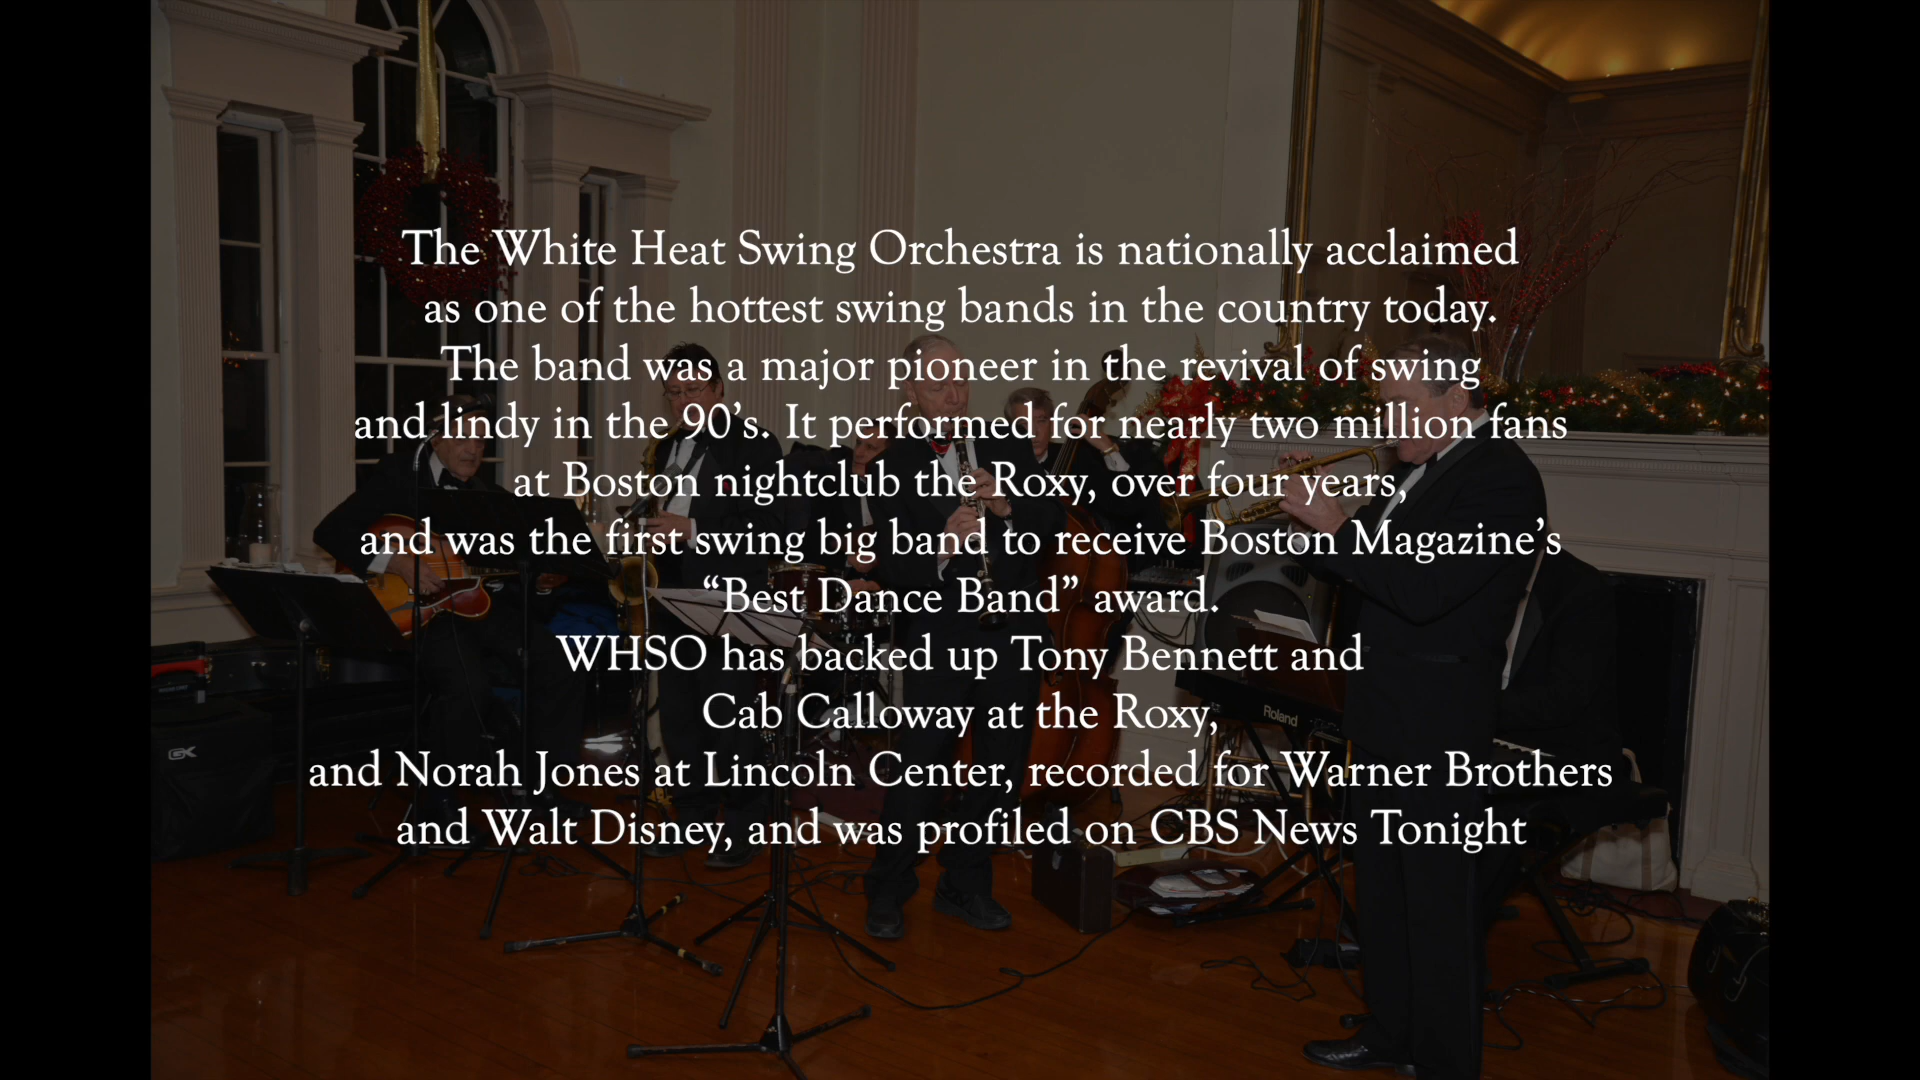 The White Heat Swing Orchestra is nationally acclaimed
as one of the hottest swing bands in the country today.
The band was a major pioneer in the revival of swing
and lindy in the 90’s. It performed for nearly two million fans
at Boston nightclub the Roxy, over four years,
and was the first swing big band to receive Boston Magazine’s
“Best Dance Band” award.
WHSO has backed up Tony Bennett and
Cab Calloway at the Roxy,
and Norah Jones at Lincoln Center, recorded for Warner Brothers
and Walt Disney, and was profiled on CBS News Tonight
Roland
GK